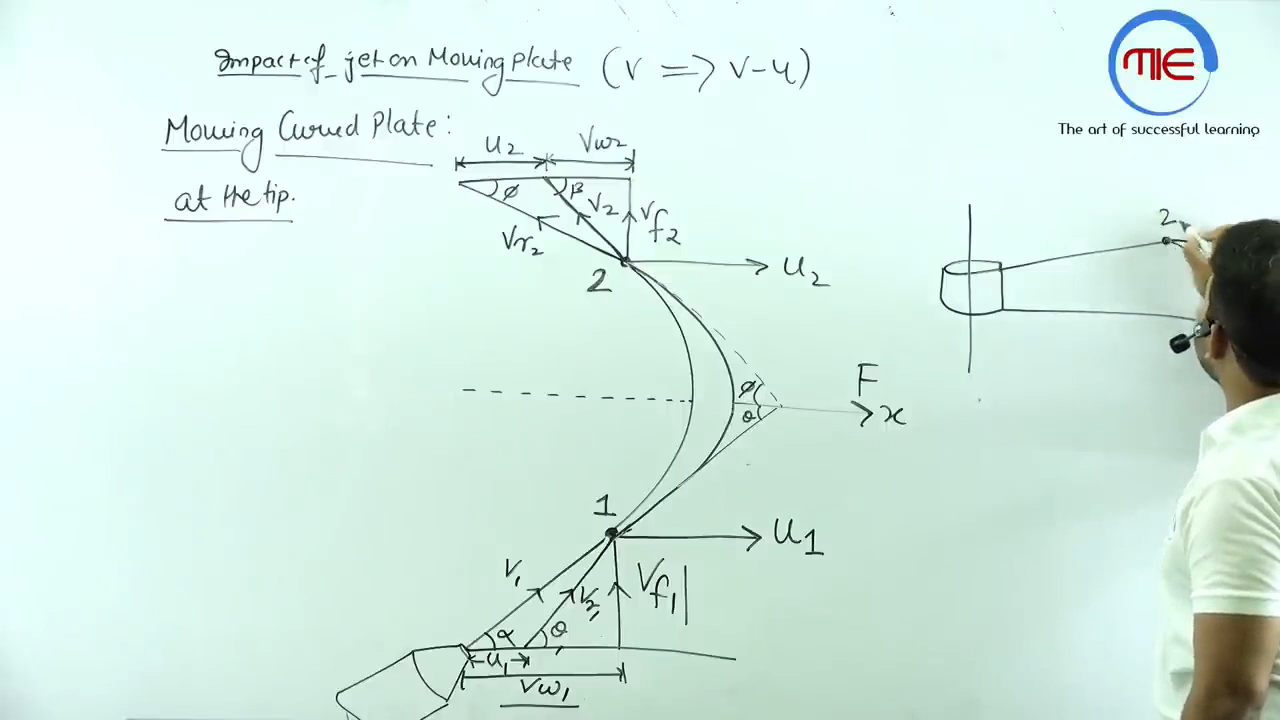 Impact of jet on Moving Plate (V => V-u)
Moving Curved Plate:
at the tip.
u2 Vw2
φ β
V2 Vf2
Vr2
2 u2
F
φ
θ x
1
u1
V1 Vf1
α θ
u1
Vw1
2
MIE
The art of successful learning